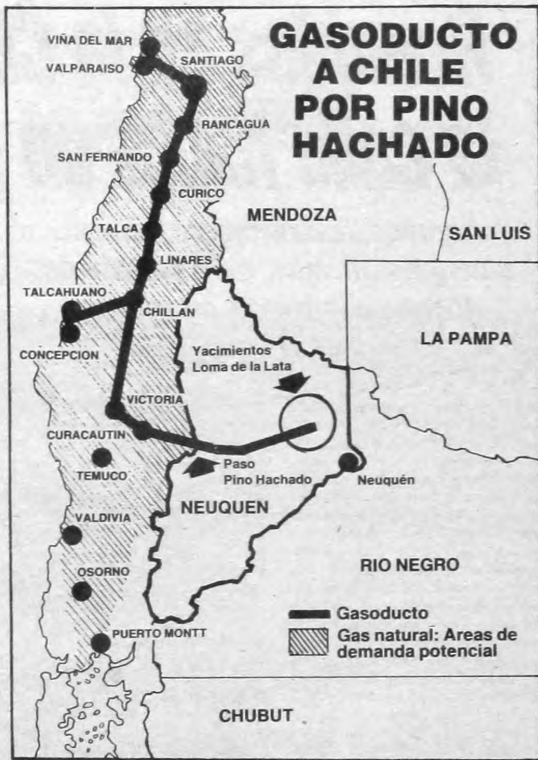 GASODUCTO
A CHILE
POR PINO
HACHADO
VIÑA DEL MAR
VALPARAISO
SANTIAGO
RANCAGUA
SAN FERNANDO
CURICO
MENDOZA
SAN LUIS
TALCA
LINARES
TALCAHUANO
CHILLAN
CONCEPCION
LA PAMPA
Yacimientos
Loma de la Lata
VICTORIA
CURACAUTIN
TEMUCO
Paso
Pino Hachado
Neuquén
NEUQUEN
VALDIVIA
RIO NEGRO
OSORNO
PUERTO MONTT
Gasoducto
Gas natural: Areas de
demanda potencial
CHUBUT